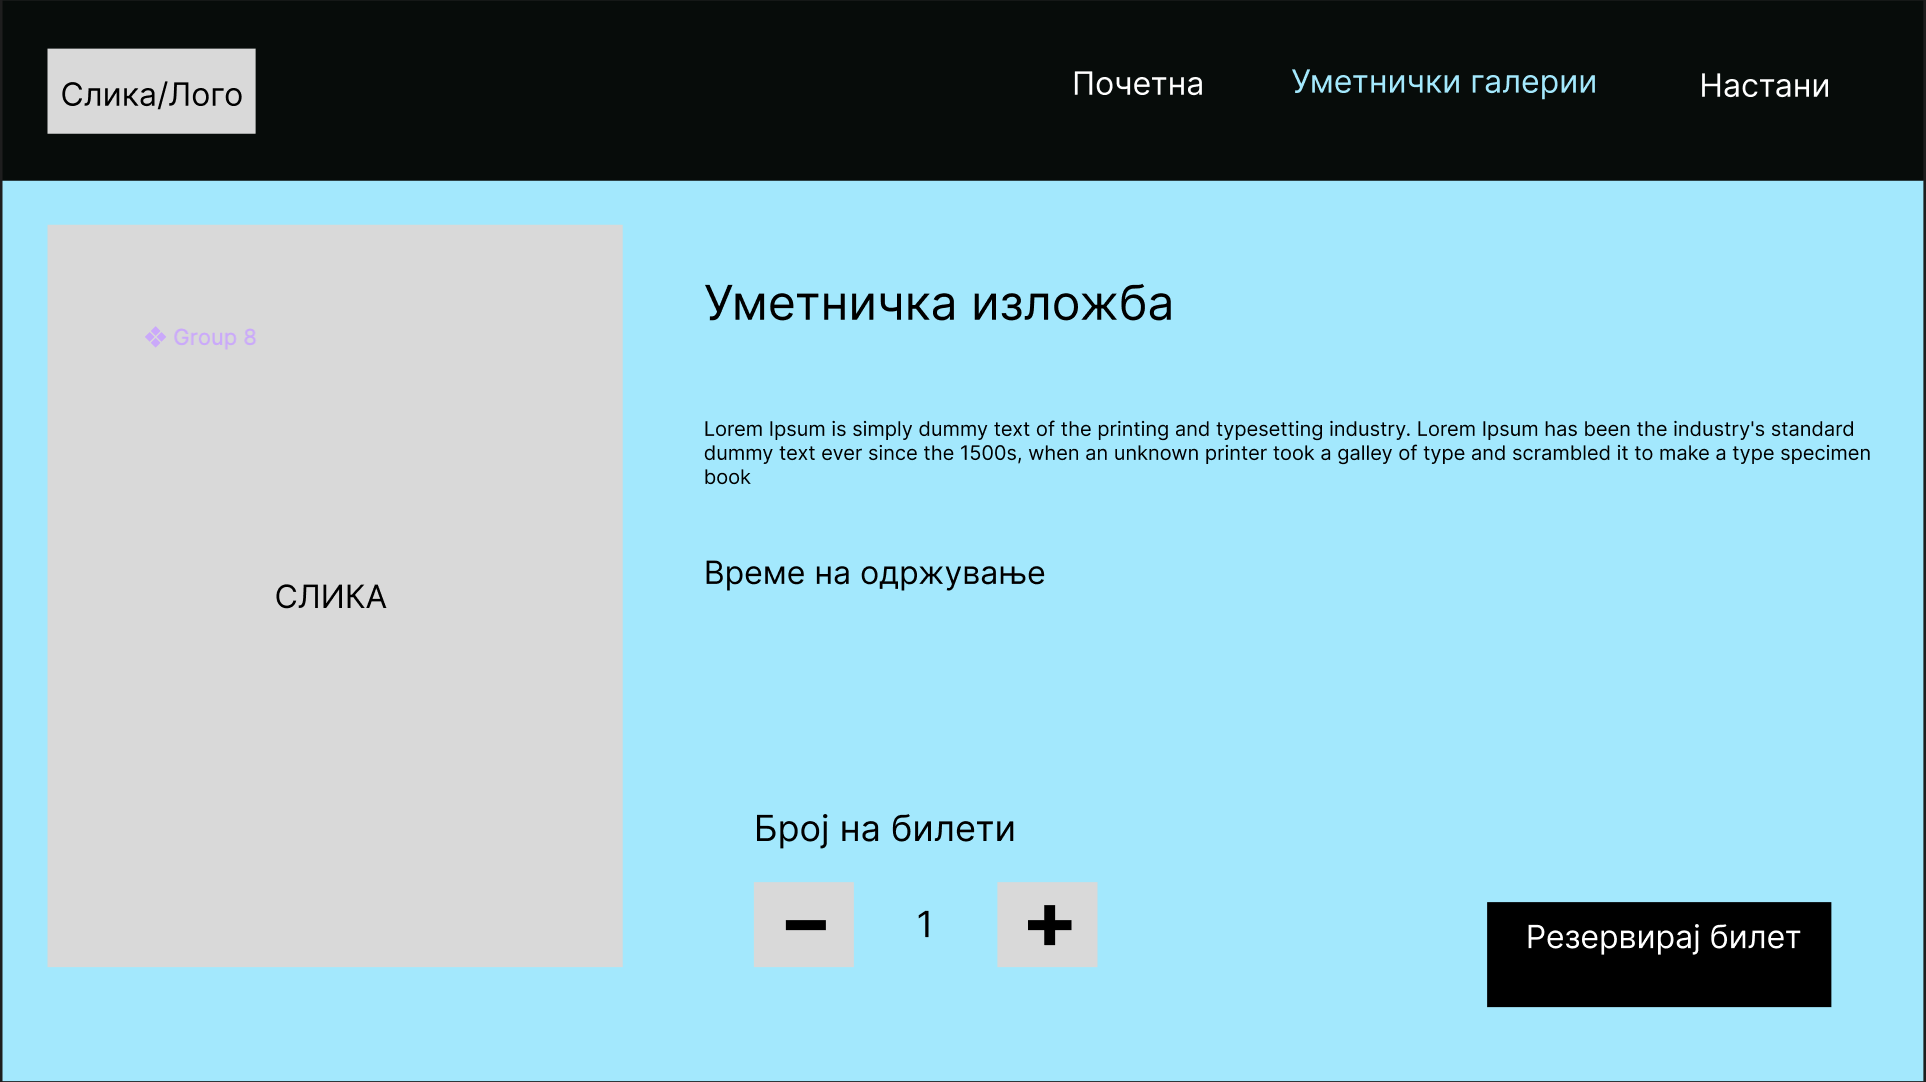 Слика/Лого
Почетна
Уметнички галерии
Настани
Group 8
СЛИКА
Уметничка изложба
Lorem Ipsum is simply dummy text of the printing and typesetting industry. Lorem Ipsum has been the industry's standard
dummy text ever since the 1500s, when an unknown printer took a galley of type and scrambled it to make a type specimen
book
Време на одржување
Број на билети
1
Резервирај билет